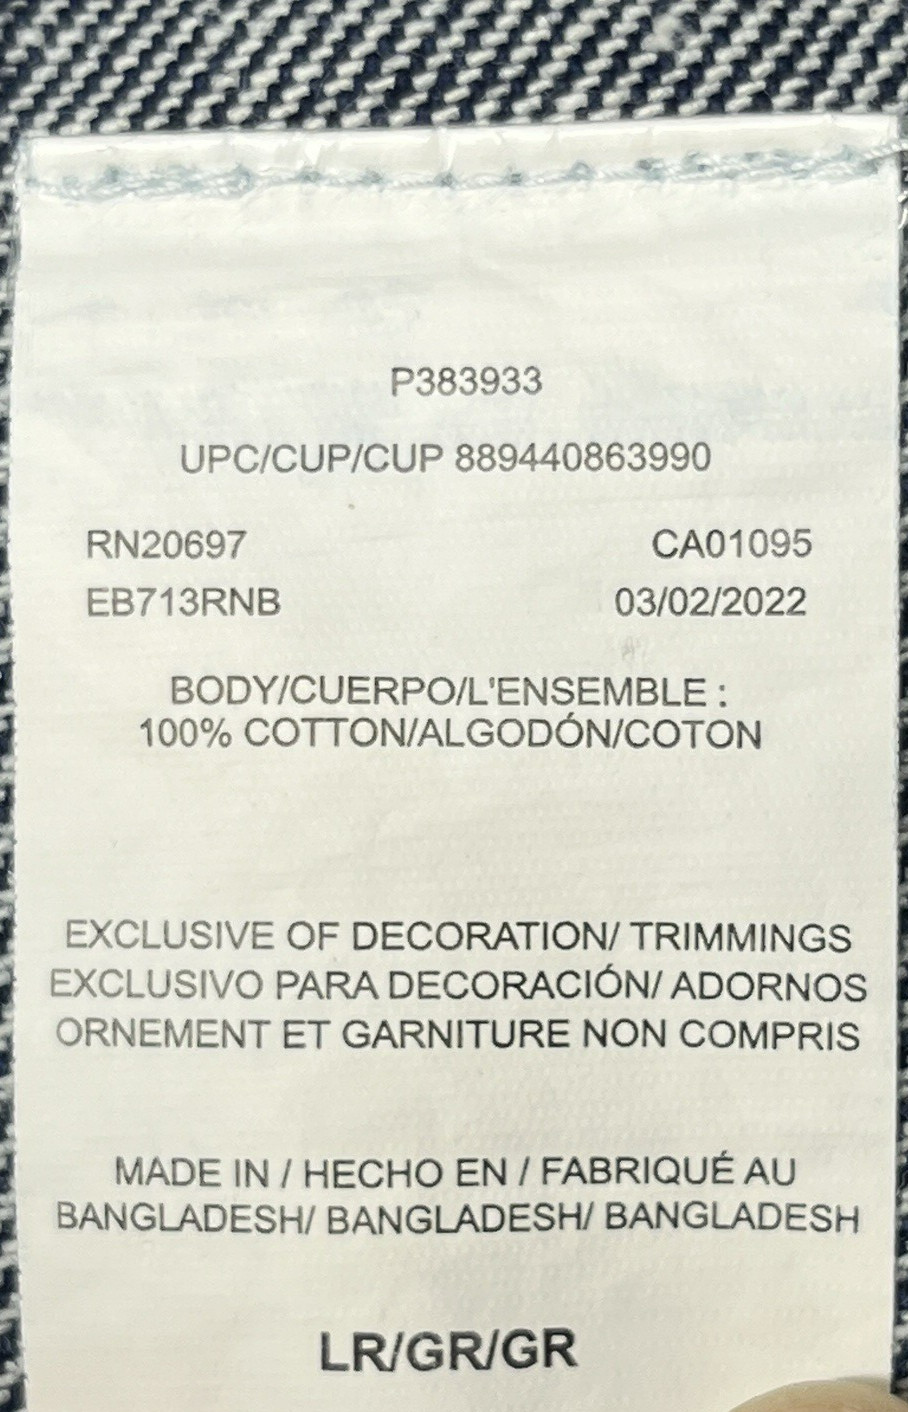 P383933
UPC/CUP/CUP 889440863990
RN20697 CA01095
EB713RNB 03/02/2022
BODY/CUERPO/L'ENSEMBLE :
100% COTTON/ALGODÓN/COTON
EXCLUSIVE OF DECORATION/ TRIMMINGS
EXCLUSIVO PARA DECORACIÓN/ ADORNOS
ORNEMENT ET GARNITURE NON COMPRIS
MADE IN / HECHO EN / FABRIQUÉ AU
BANGLADESH/ BANGLADESH/ BANGLADESH
LR/GR/GR